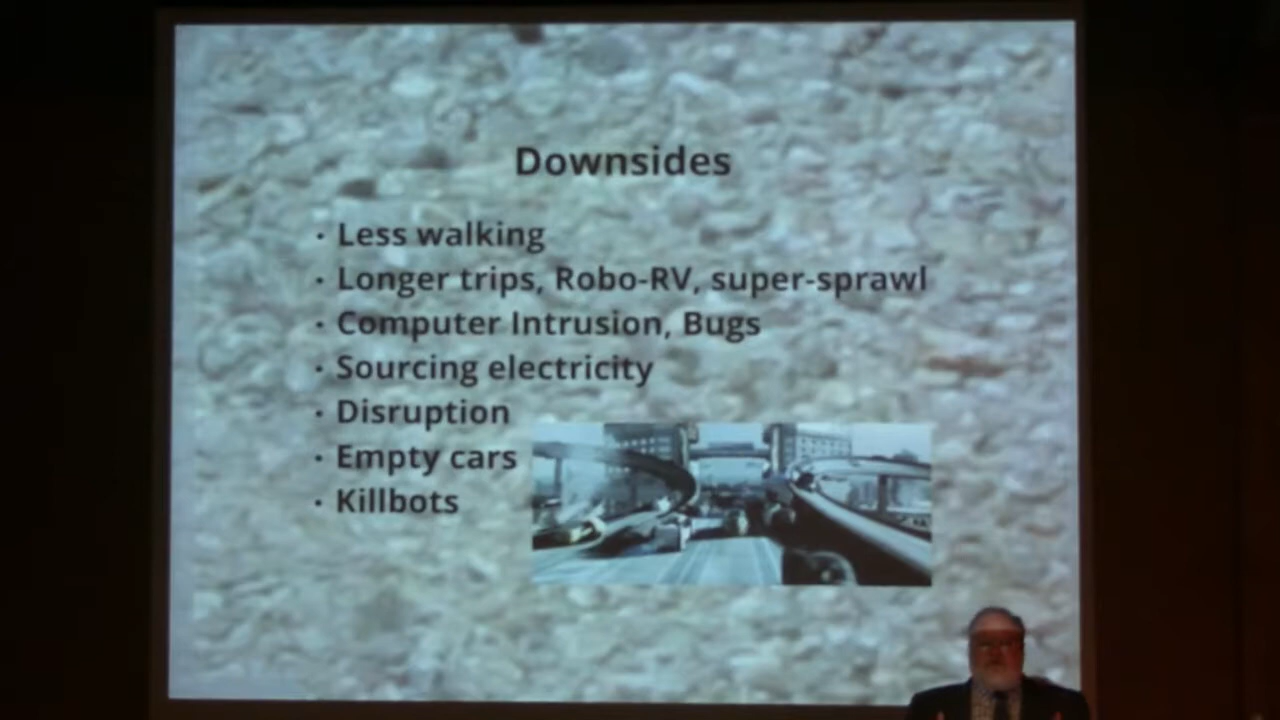 Downsides
· Less walking
· Longer trips, Robo-RV, super-sprawl
· Computer Intrusion, Bugs
· Sourcing electricity
· Disruption
· Empty cars
· Killbots